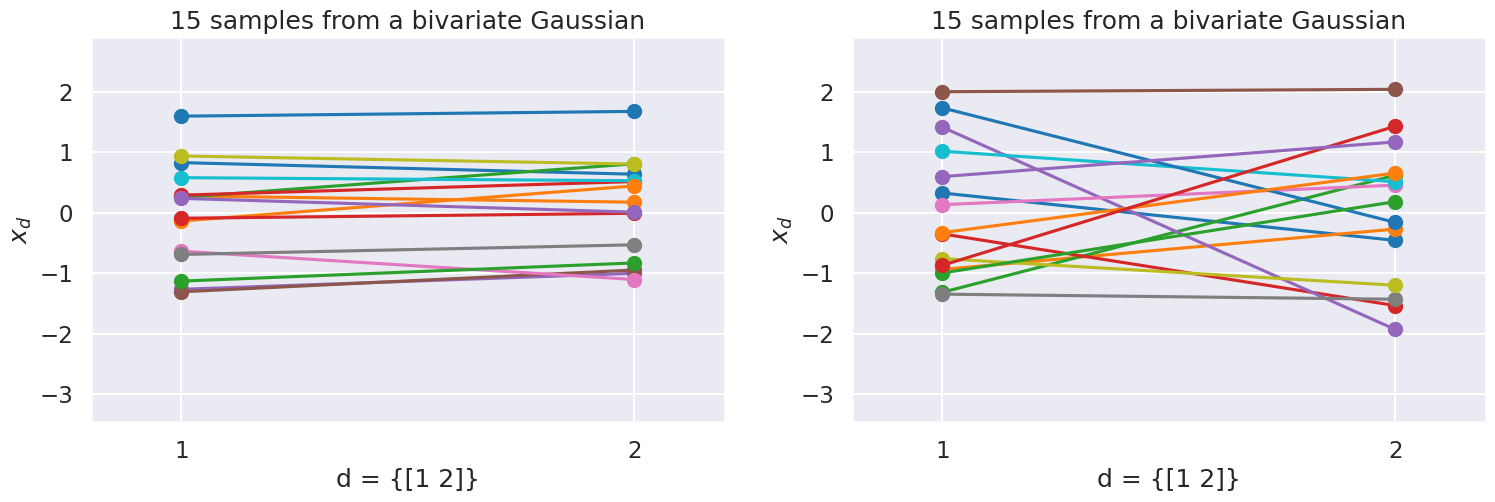 15 samples from a bivariate Gaussian
2
1
0
−1
−2
−3
x_d
1 2
d = {[1 2]}
15 samples from a bivariate Gaussian
2
1
0
−1
−2
−3
x_d
1 2
d = {[1 2]}